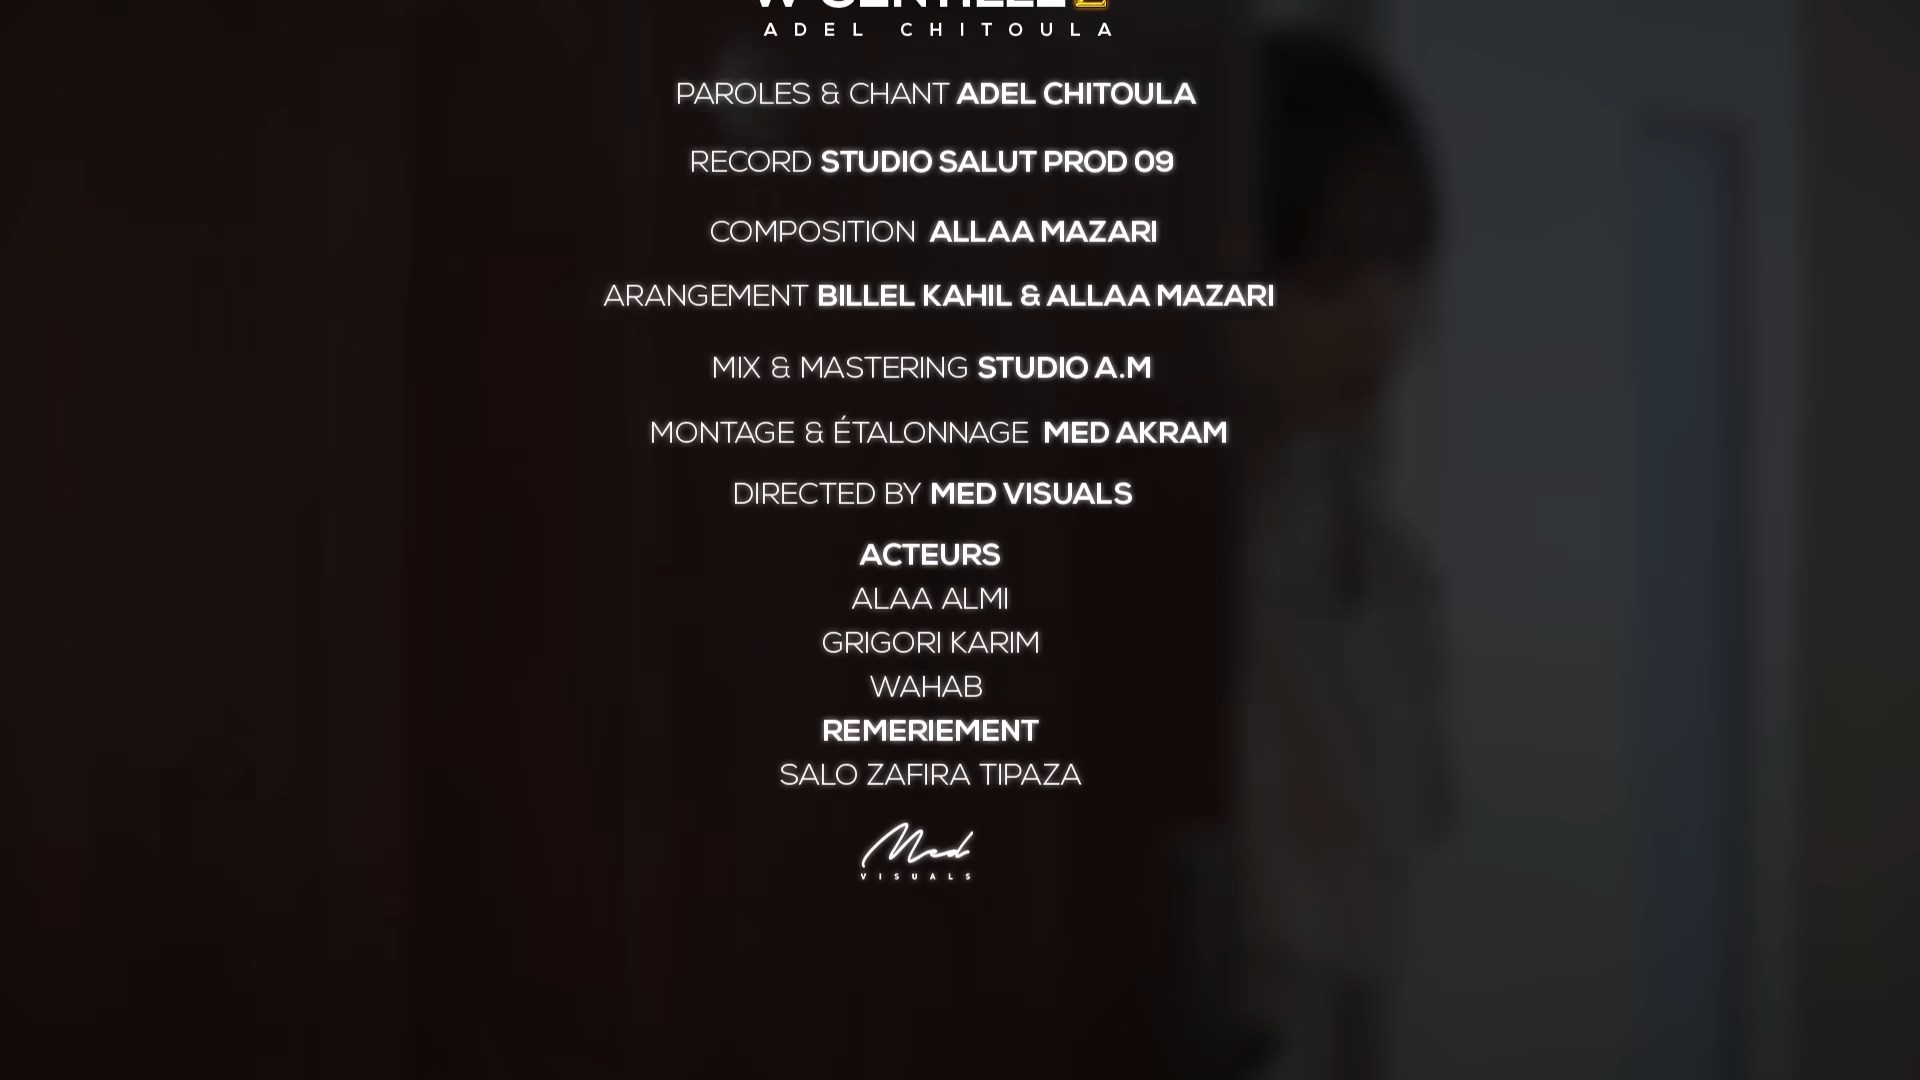 W GENTILLE 2
ADEL CHITOULA
PAROLES & CHANT ADEL CHITOULA
RECORD STUDIO SALUT PROD 09
COMPOSITION ALLAA MAZARI
ARANGEMENT BILLEL KAHIL & ALLAA MAZARI
MIX & MASTERING STUDIO A.M
MONTAGE & ÉTALONNAGE MED AKRAM
DIRECTED BY MED VISUALS
ACTEURS
ALAA ALMI
GRIGORI KARIM
WAHAB
REMERIEMENT
SALO ZAFIRA TIPAZA
Med
VISUALS